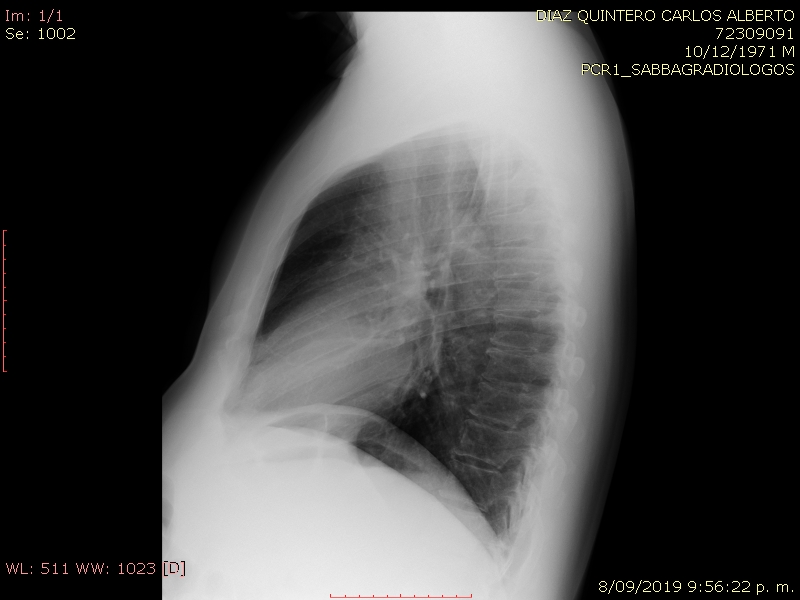 Im: 1/1
Se: 1002
DIAZ QUINTERO CARLOS ALBERTO
72309091
10/12/1971 M
PCR1_SABBAGRADIOLOGOS
WL: 511 WW: 1023 [D]
8/09/2019 9:56:22 p. m.